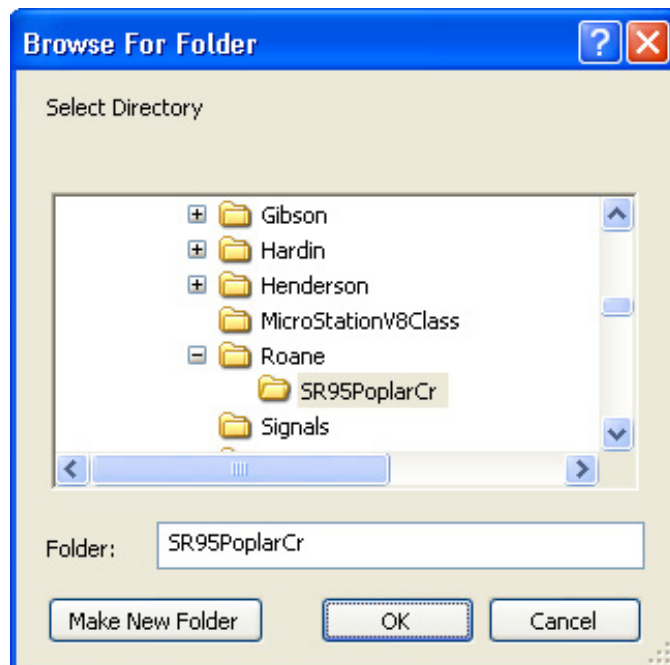 Browse For Folder
Select Directory
Gibson
Hardin
Henderson
MicroStationV8Class
Roane
SR95PoplarCr
Signals
Folder: SR95PoplarCr
Make New Folder OK Cancel